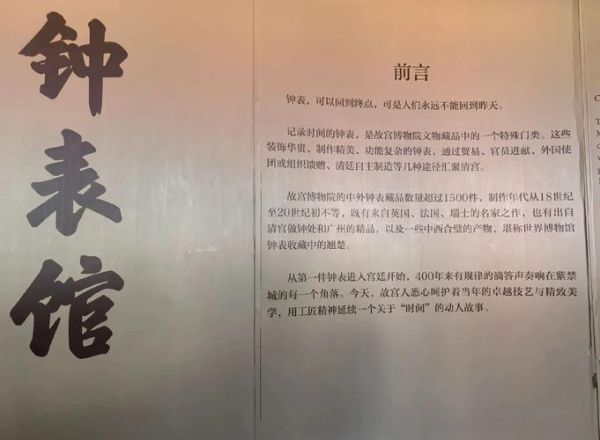 钟表馆
前言
钟表，可以回到终点，可是人们永远不能回到昨天。
记录时间的钟表，是故宫博物院文物藏品中的一个特殊门类。这些
装饰华贵、制作精美、功能复杂的钟表，通过贸易、官员进献、外国使
团或组织馈赠、清廷自主制造等几种途径汇聚清宫。
故宫博物院的中外钟表藏品数量超过1500件，制作年代从18世纪
至20世纪初不等，既有来自英国、法国、瑞士的名家之作，也有出自
清宫做钟处和广州的精品，以及一些中西合璧的产物，堪称世界博物馆
钟表收藏中的翘楚。
从第一件钟表进入宫廷开始，400年来有规律的滴答声奏响在紫禁
城的每一个角落。今天，故宫人悉心呵护着当年的卓越技艺与精致美
学，用工匠精神延续一个关于“时间”的动人故事。